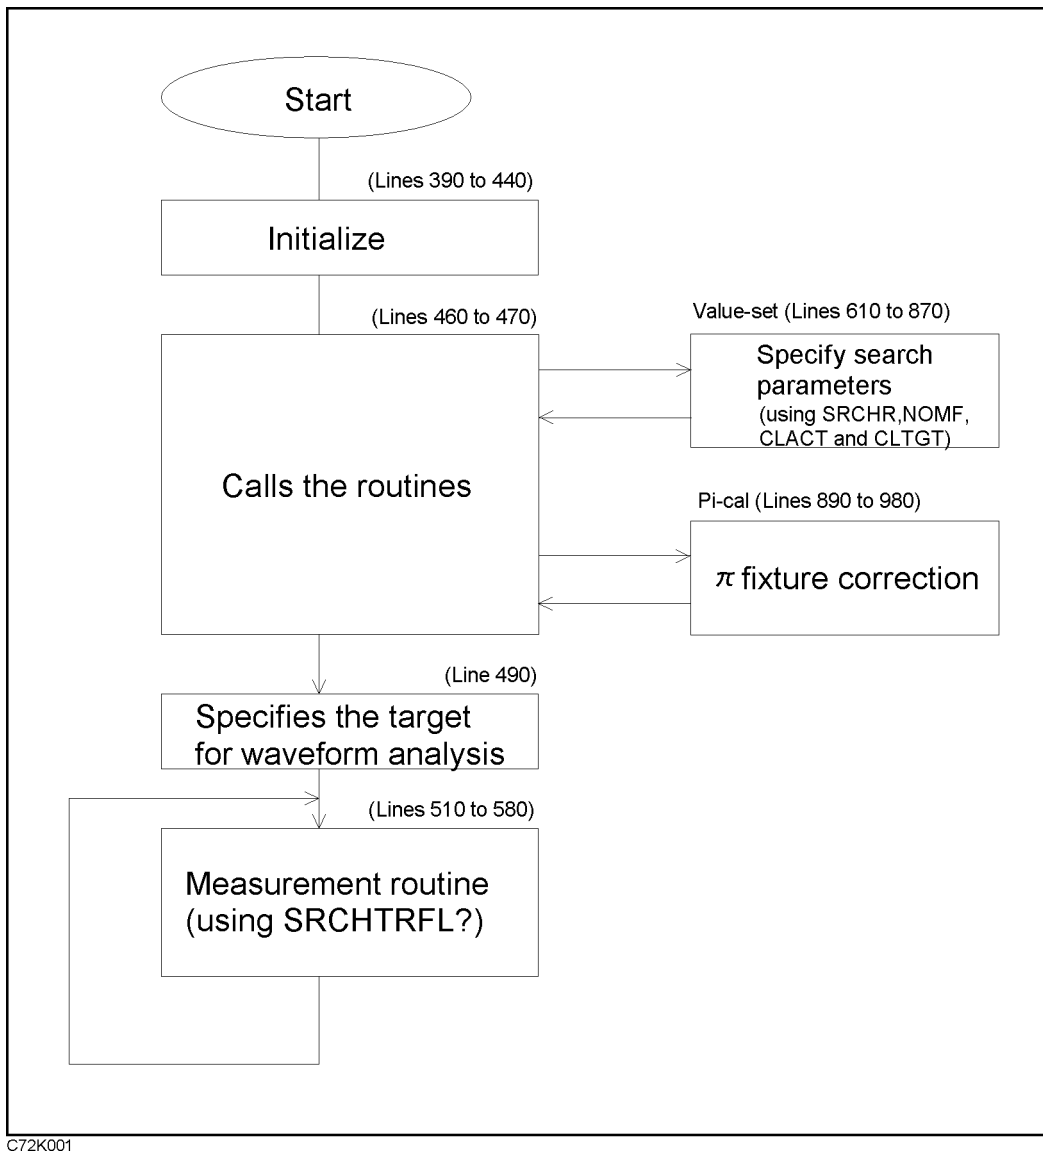 Start
(Lines 390 to 440)
Initialize
(Lines 460 to 470)
Calls the routines
Value-set (Lines 610 to 870)
Specify search
parameters
(using SRCHR,NOMF,
CLACT and CLTGT)
Pi-cal (Lines 890 to 980)
π fixture correction
(Line 490)
Specifies the target
for waveform analysis
(Lines 510 to 580)
Measurement routine
(using SRCHTRFL?)
C72K001